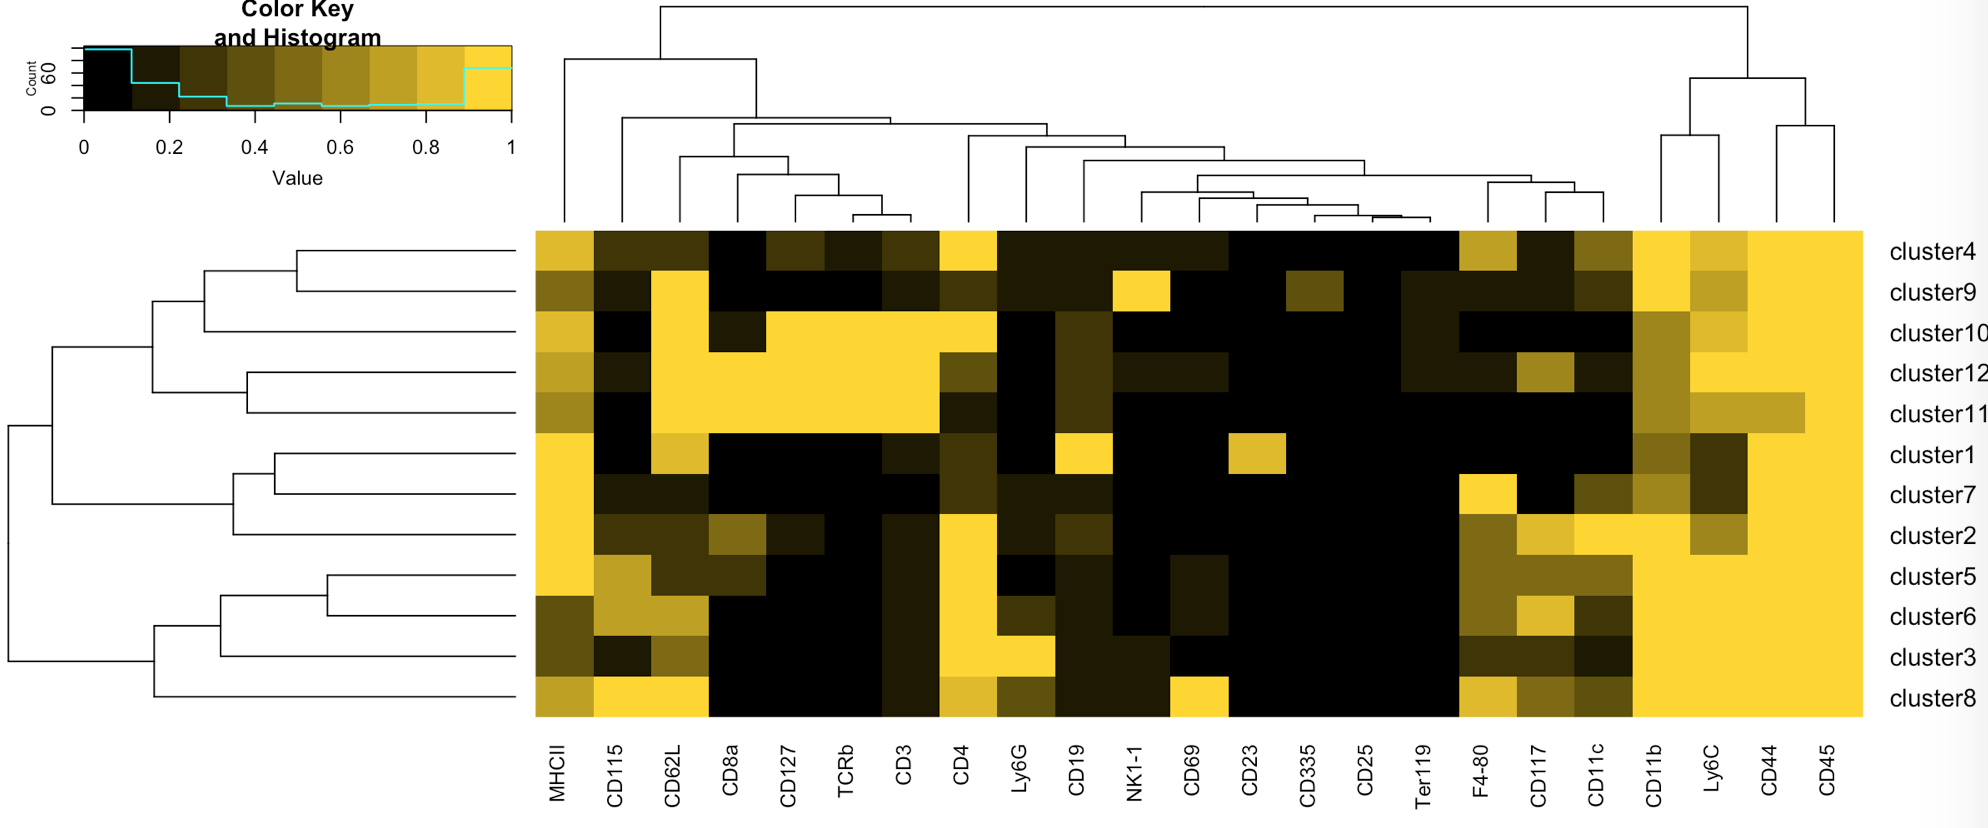 Color Key
and Histogram
Count
0 60
0 0.2 0.4 0.6 0.8 1
Value
cluster4
cluster9
cluster10
cluster12
cluster11
cluster1
cluster7
cluster2
cluster5
cluster6
cluster3
cluster8
MHCII CD115 CD62L CD8a CD127 TCRb CD3 CD4 Ly6G CD19 NK1-1 CD69 CD23 CD335 CD25 Ter119 F4-80 CD117 CD11c CD11b Ly6C CD44 CD45